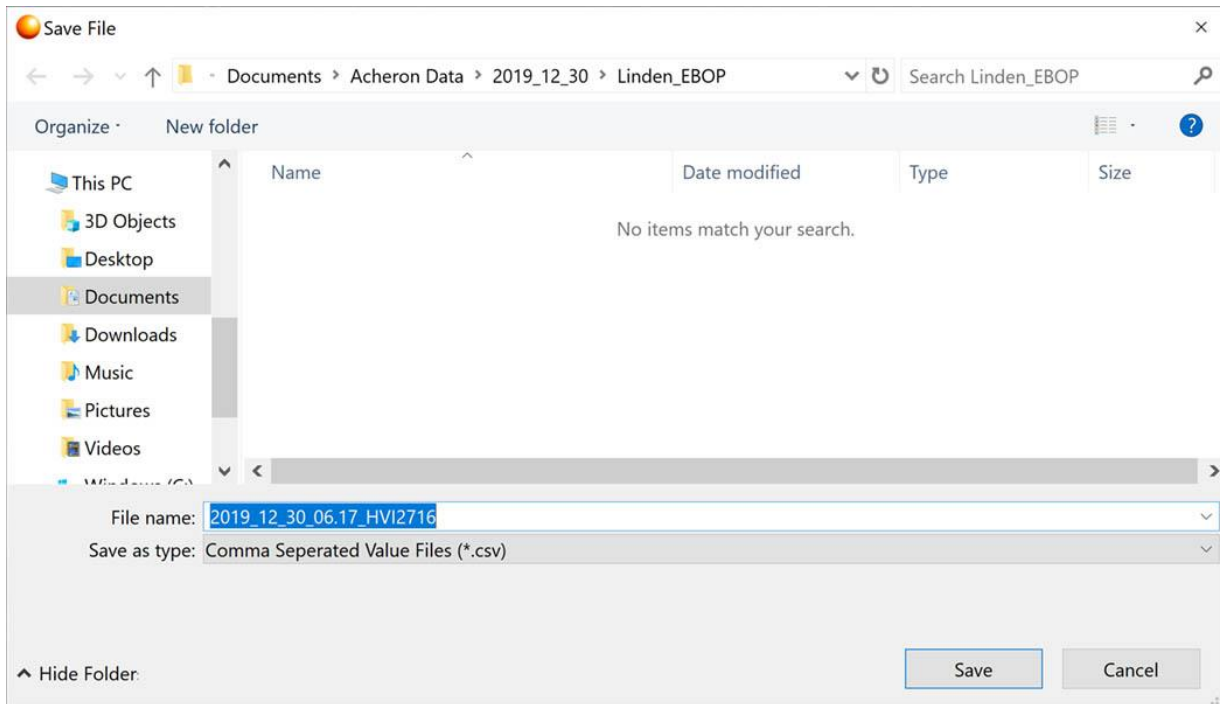 Save File
Documents > Acheron Data > 2019_12_30 > Linden_EBOP
Search Linden_EBOP
Organize
New folder
?
Name
Date modified
Type
Size
No items match your search.
This PC
3D Objects
Desktop
Documents
Downloads
Music
Pictures
Videos
File name: 2019_12_30_06.17_HVI2716
Save as type: Comma Seperated Value Files (*.csv)
Hide Folder
Save
Cancel